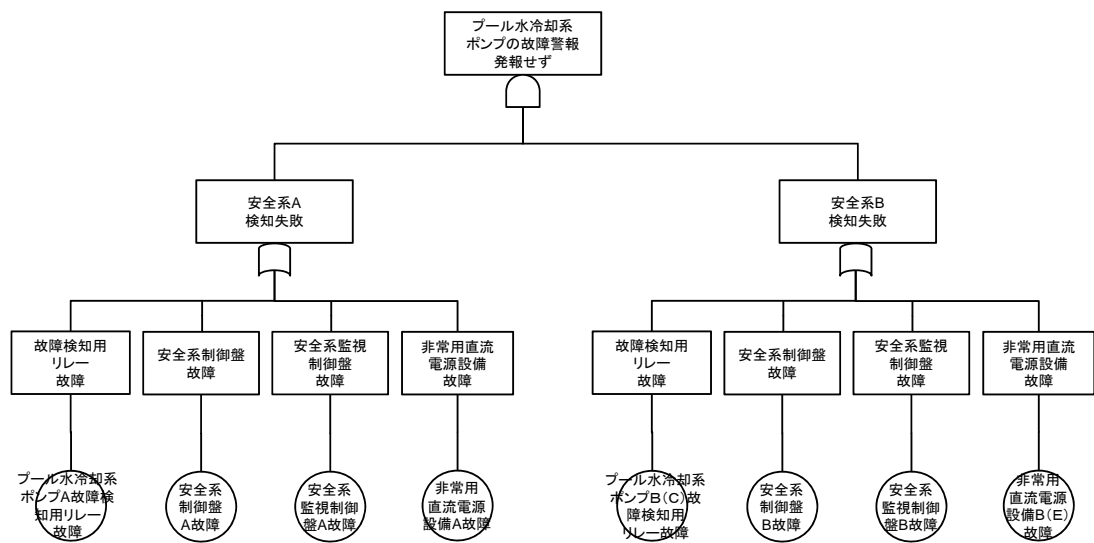 プール水冷却系
ポンプの故障警報
発報せず
安全系A
検知失敗
安全系B
検知失敗
故障検知用
リレー
故障
安全系制御盤
故障
安全系監視
制御盤
故障
非常用直流
電源設備
故障
故障検知用
リレー
故障
安全系制御盤
故障
安全系監視
制御盤
故障
非常用直流
電源設備
故障
プール水冷却系
ポンプA故障検
知用リレー
故障
安全系
制御盤
A故障
安全系
監視制御
盤A故障
非常用
直流電源
設備A故障
プール水冷却系
ポンプB(C)故
障検知用
リレー故障
安全系
制御盤
B故障
安全系
監視制御
盤B故障
非常用
直流電源
設備B(E)
故障